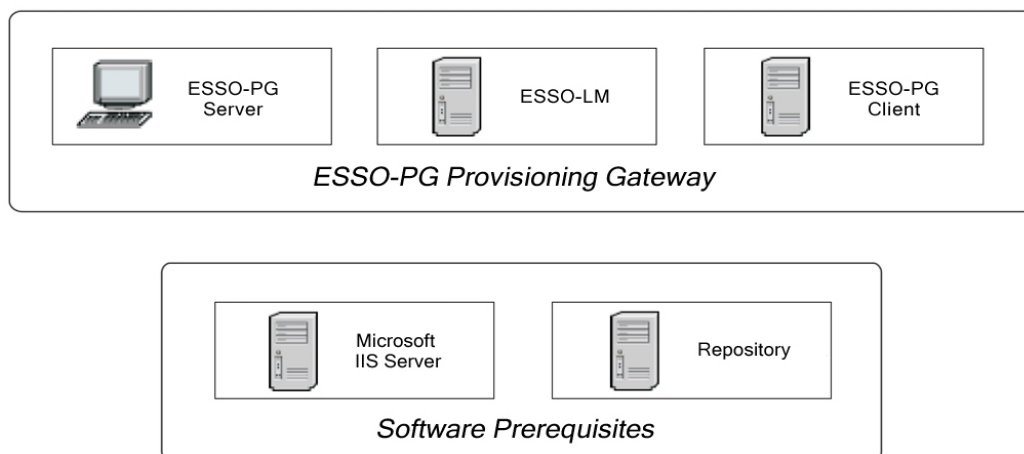 ESSO-PG
Server
ESSO-LM
ESSO-PG
Client
ESSO-PG Provisioning Gateway
Microsoft
IIS Server
Repository
Software Prerequisites